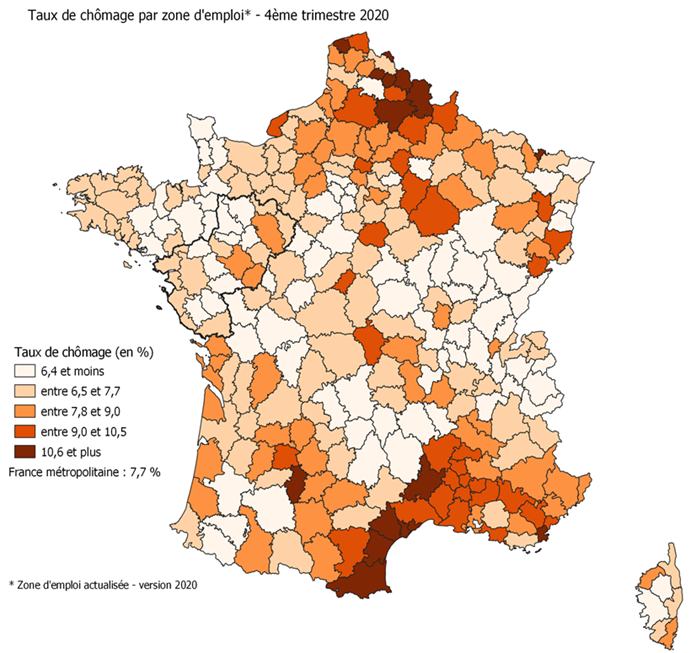 Taux de chômage par zone d'emploi* - 4ème trimestre 2020
Taux de chômage (en %)
6,4 et moins
entre 6,5 et 7,7
entre 7,8 et 9,0
entre 9,0 et 10,5
10,6 et plus
France métropolitaine : 7,7 %
* Zone d'emploi actualisée - version 2020